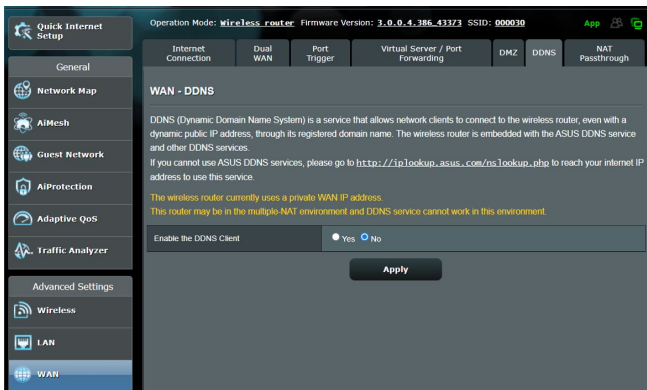 Quick Internet
Setup
Operation Mode: Wireless router Firmware Version: 3.0.0.4.386_43373 SSID: 000030
App
Internet
Connection
Dual
WAN
Port
Trigger
Virtual Server / Port
Forwarding
DMZ
DDNS
NAT
Passthrough
General
Network Map
AiMesh
Guest Network
AiProtection
Adaptive QoS
Traffic Analyzer
Advanced Settings
Wireless
LAN
WAN
WAN - DDNS
DDNS (Dynamic Domain Name System) is a service that allows network clients to connect to the wireless router, even with a
dynamic public IP address, through its registered domain name. The wireless router is embedded with the ASUS DDNS service
and other DDNS services.
If you cannot use ASUS DDNS services, please go to http://iplookup.asus.com/nslookup.php to reach your internet IP
address to use this service.
The wireless router currently uses a private WAN IP address.
This router may be in the multiple-NAT environment and DDNS service cannot work in this environment.
Enable the DDNS Client
Yes No
Apply